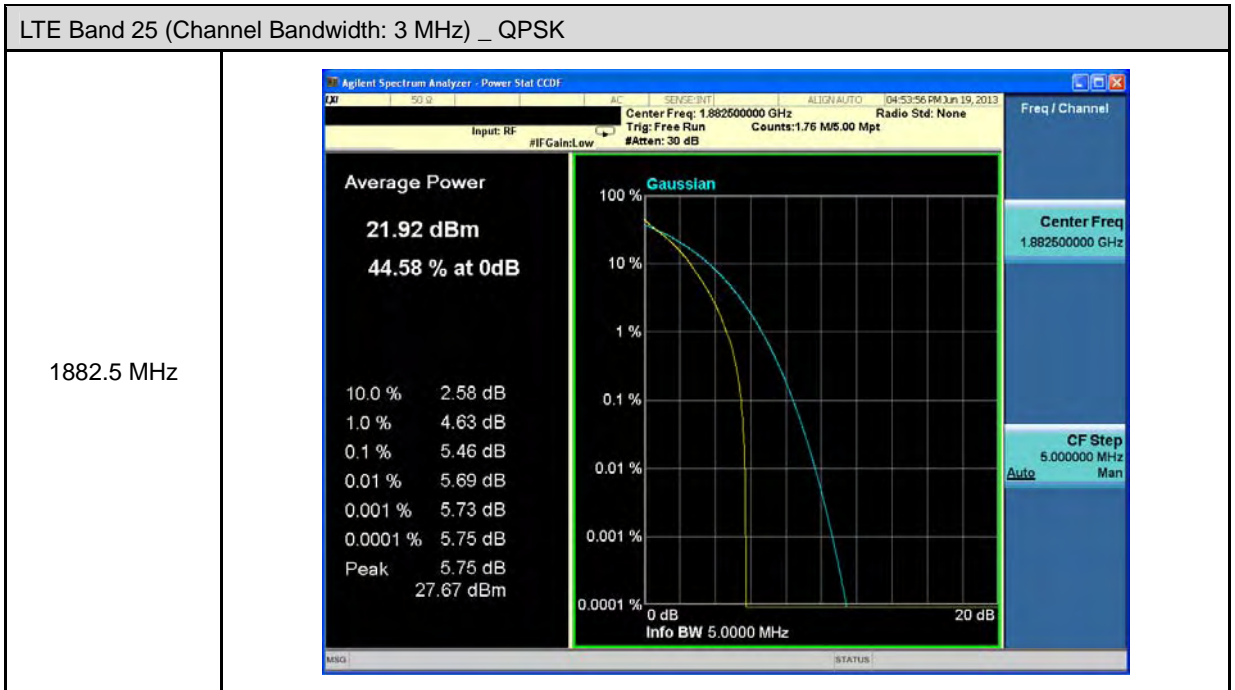 LTE Band 25 (Channel Bandwidth: 3 MHz) _ QPSK
1882.5 MHz
Agilent Spectrum Analyzer - Power Stat CCDF
LXI 50 Ω AC SENSE:INT ALIGN AUTO 04:53:56 PM Jun 19, 2013
Center Freq: 1.882500000 GHz Radio Std: None
Input: RF Trig: Free Run Counts:1.76 M/5.00 Mpt
#IFGain:Low #Atten: 30 dB
Freq / Channel
Average Power
21.92 dBm
44.58 % at 0dB
10.0 % 2.58 dB
1.0 % 4.63 dB
0.1 % 5.46 dB
0.01 % 5.69 dB
0.001 % 5.73 dB
0.0001 % 5.75 dB
Peak 5.75 dB
27.67 dBm
Gaussian
100 %
10 %
1 %
0.1 %
0.01 %
0.001 %
0.0001 %
0 dB 20 dB
Info BW 5.0000 MHz
Center Freq
1.882500000 GHz
CF Step
5.000000 MHz
Auto Man
MSG STATUS